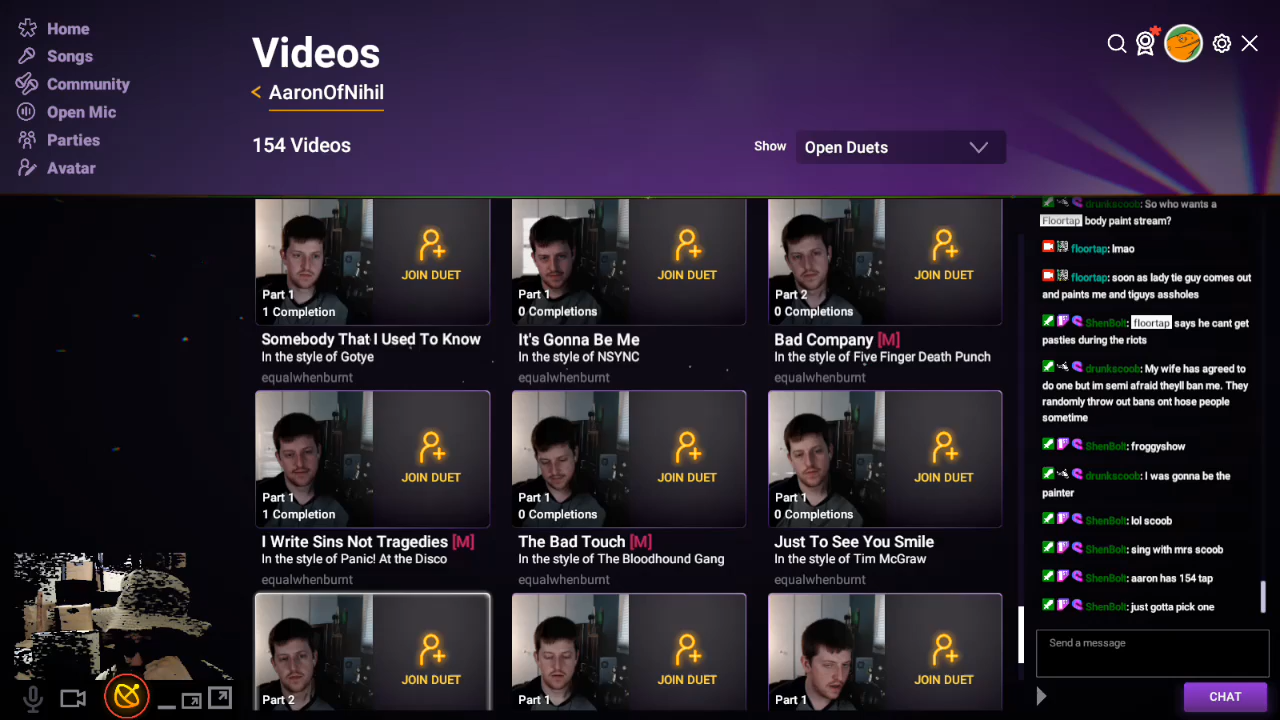 Home
Songs
Community
Open Mic
Parties
Avatar
Videos
< AaronOfNihil
154 Videos
Show
Open Duets
JOIN DUET
Part 1
1 Completion
Somebody That I Used To Know
In the style of Gotye
equalwhenburnt
JOIN DUET
Part 1
0 Completions
It's Gonna Be Me
In the style of NSYNC
equalwhenburnt
JOIN DUET
Part 2
0 Completions
Bad Company [M]
In the style of Five Finger Death Punch
equalwhenburnt
JOIN DUET
Part 1
1 Completion
I Write Sins Not Tragedies [M]
In the style of Panic! At the Disco
equalwhenburnt
JOIN DUET
Part 1
0 Completions
The Bad Touch [M]
In the style of The Bloodhound Gang
equalwhenburnt
JOIN DUET
Part 1
0 Completions
Just To See You Smile
In the style of Tim McGraw
equalwhenburnt
JOIN DUET
Part 2
JOIN DUET
Part 1
JOIN DUET
Part 1
drunkscoob: So who wants a
Floortap body paint stream?
floortap: lmao
floortap: soon as lady tie guy comes out
and paints me and tiguys assholes
ShenBolt: floortap says he cant get
pasties during the riots
drunkscoob: My wife has agreed to
do one but im semi afraid theyll ban me. They
randomly throw out bans ont hose people
sometime
ShenBolt: froggyshow
drunkscoob: I was gonna be the
painter
ShenBolt: lol scoob
ShenBolt: sing with mrs scoob
ShenBolt: aaron has 154 tap
ShenBolt: just gotta pick one
Send a message
CHAT